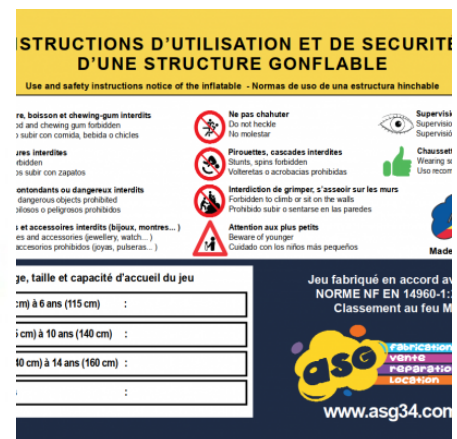 STRUCTIONS D'UTILISATION ET DE SECURITÉ
D'UNE STRUCTURE GONFLABLE
Use and safety instructions notice of the inflatable - Normas de uso de una estructura hinchable
re, boisson et chewing-gum interdits
od and chewing gum forbidden
o subir con comida, bebida o chicles
ures interdites
rbidden
os subir con zapatos
contondants ou dangereux interdits
dangerous objects prohibited
pilosos o peligrosos prohibidos
s et accessoires interdits (bijoux, montres... )
es and accessories (jewellery, watch... )
accesorios prohibidos (joyas, pulseras... )
Ne pas chahuter
Do not heckle
No molestar
Pirouettes, cascades interdites
Stunts, spins forbidden
Volteretas o acrobacias prohibidas
Interdiction de grimper, s'asseoir sur les murs
Forbidden to climb or sit on the walls
Prohibido subir o sentarse en las paredes
Attention aux plus petits
Beware of younger
Cuidado con los niños más pequeños
Supervisio
Supervisio
Supervisió
Chaussett
Wearing so
Uso recom
Made
ge, taille et capacité d'accueil du jeu
cm) à 6 ans (115 cm) :
5 cm) à 10 ans (140 cm) :
40 cm) à 14 ans (160 cm) :
:
Jeu fabriqué en accord av
NORME NF EN 14960-1:
Classement au feu M
asg
Fabrication
vente
reparatio
Location
www.asg34.com